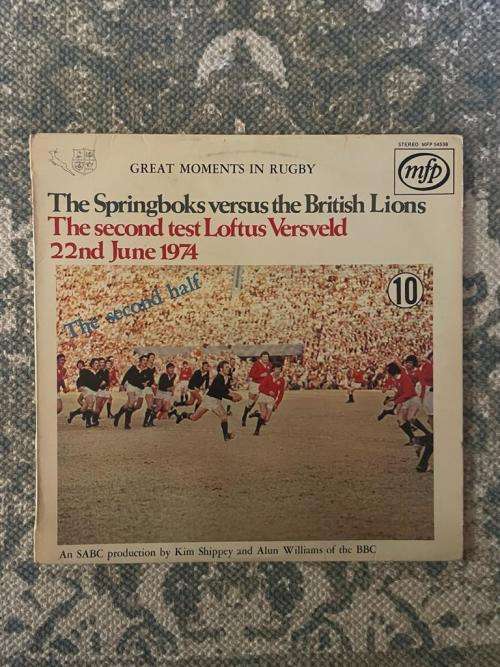 STEREO MFP 54538
mfp
GREAT MOMENTS IN RUGBY
The Springboks versus the British Lions
The second test Loftus Versveld
22nd June 1974
The second half
10
An SABC production by Kim Shippey and Alun Williams of the BBC